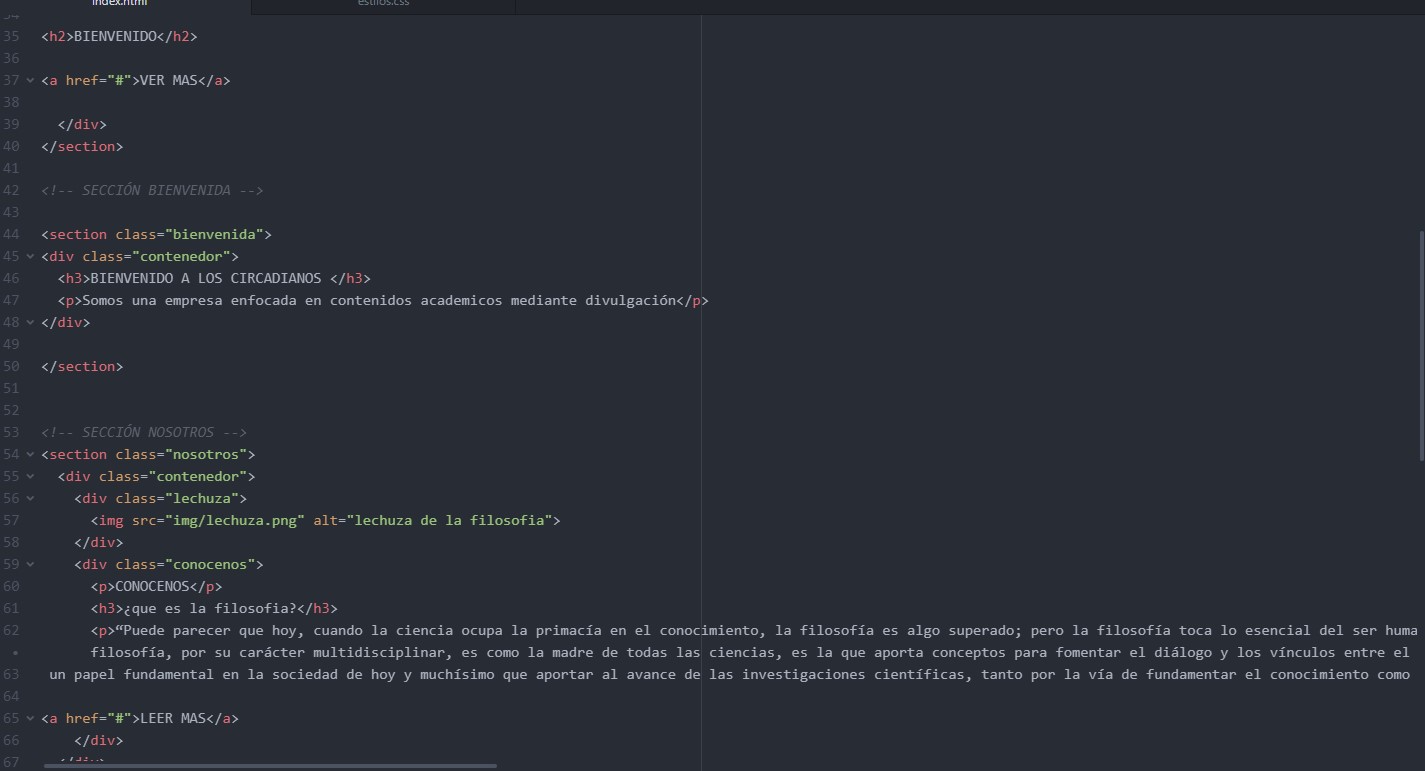 index.html estilos.css
34
35 <h2>BIENVENIDO</h2>
36
37 <a href="#">VER MAS</a>
38
39 </div>
40 </section>
41
42 <!-- SECCIÓN BIENVENIDA -->
43
44 <section class="bienvenida">
45 <div class="contenedor">
46 <h3>BIENVENIDO A LOS CIRCADIANOS </h3>
47 <p>Somos una empresa enfocada en contenidos academicos mediante divulgación</p>
48 </div>
49
50 </section>
51
52
53 <!-- SECCIÓN NOSOTROS -->
54 <section class="nosotros">
55 <div class="contenedor">
56 <div class="lechuza">
57 <img src="img/lechuza.png" alt="lechuza de la filosofia">
58 </div>
59 <div class="conocenos">
60 <p>CONOCENOS</p>
61 <h3>¿que es la filosofia?</h3>
62 <p>“Puede parecer que hoy, cuando la ciencia ocupa la primacía en el conocimiento, la filosofía es algo superado; pero la filosofía toca lo esencial del ser huma
• filosofía, por su carácter multidisciplinar, es como la madre de todas las ciencias, es la que aporta conceptos para fomentar el diálogo y los vínculos entre el
63 un papel fundamental en la sociedad de hoy y muchísimo que aportar al avance de las investigaciones científicas, tanto por la vía de fundamentar el conocimiento como
64
65 <a href="#">LEER MAS</a>
66 </div>
67 </div>